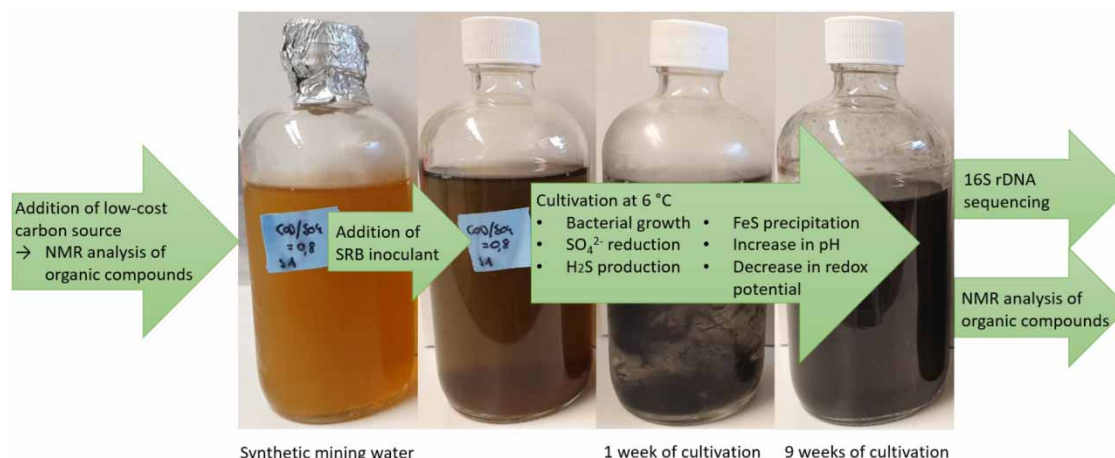 Addition of low-cost
carbon source
→ NMR analysis of
organic compounds
COD/SO4
= 0,8
SA
Addition of
SRB inoculant
COD/SO4
= 0,8
SA
Cultivation at 6 °C
• Bacterial growth
• SO₄²⁻ reduction
• H₂S production
• FeS precipitation
• Increase in pH
• Decrease in redox
potential
16S rDNA
sequencing
NMR analysis of
organic compounds
Synthetic mining water
1 week of cultivation
9 weeks of cultivation